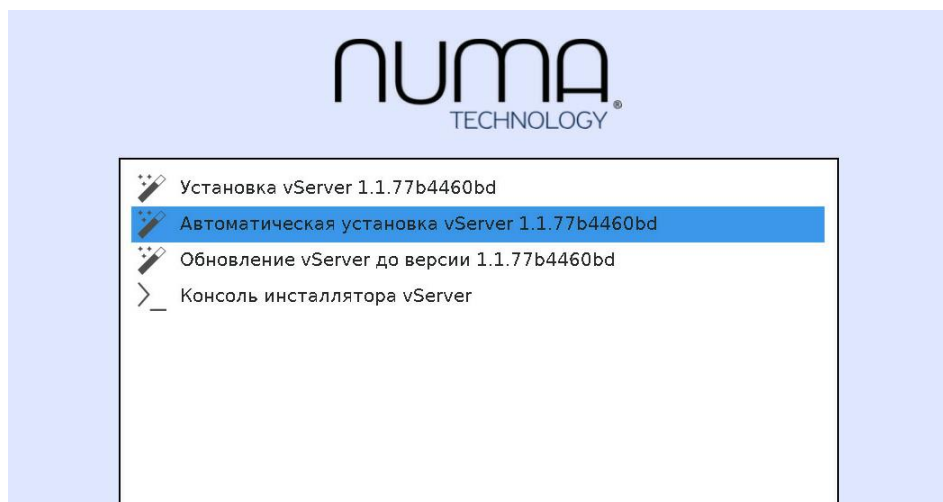 numa®
TECHNOLOGY
Установка vServer 1.1.77b4460bd
Автоматическая установка vServer 1.1.77b4460bd
Обновление vServer до версии 1.1.77b4460bd
Консоль инсталлятора vServer